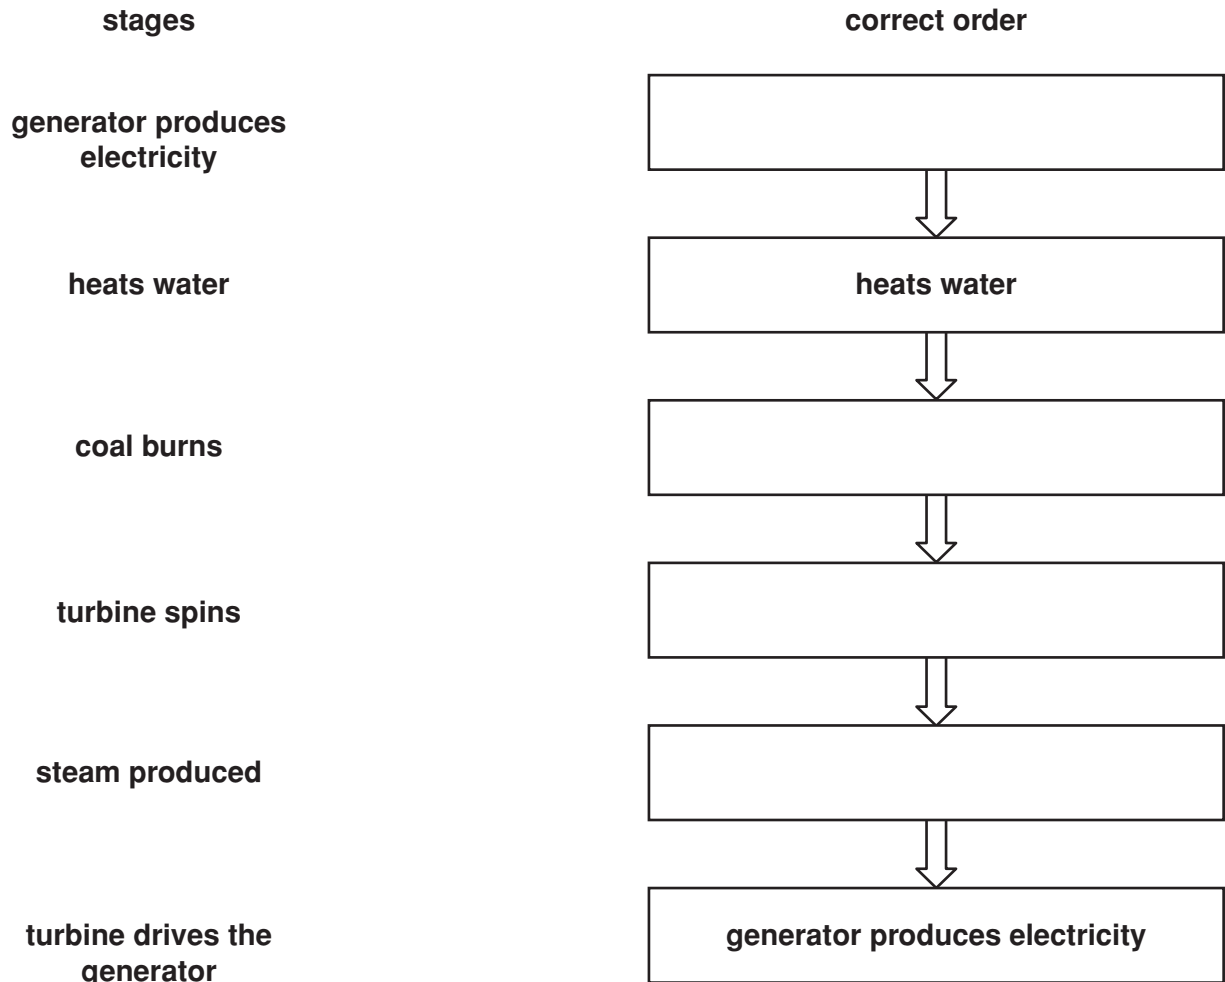 stages
correct order
generator produces
electricity
heats water
heats water
coal burns
turbine spins
steam produced
turbine drives the
generator
generator produces electricity